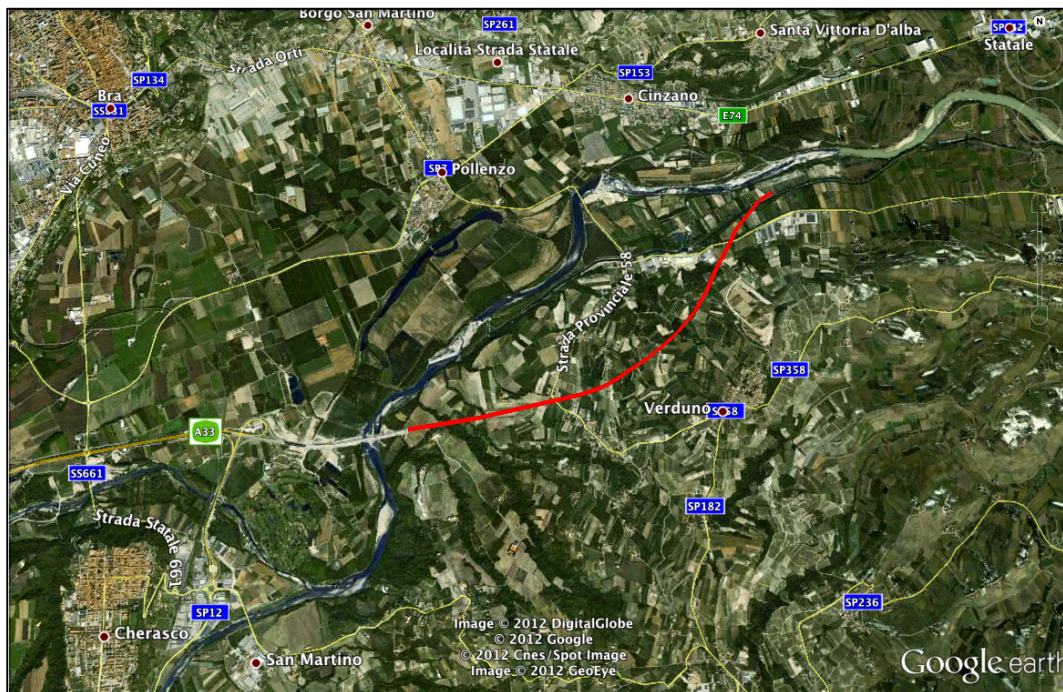 Borgo San Martino
SP261
Santa Vittoria D'alba
Statale
N
Località Strada Statale
Strada Orti
SP134
SP153
Bra
Cinzano
E74
Via Cuneo
SP7
Pollenzo
Strada Provinciale 58
SP358
Verduno
A33
SS661
SP182
Strada Statale 661
SP12
SP236
Cherasco
San Martino
Image © 2012 DigitalGlobe
© 2012 Google
© 2012 Cnes/Spot Image
Image © 2012 GeoEye
Google earth